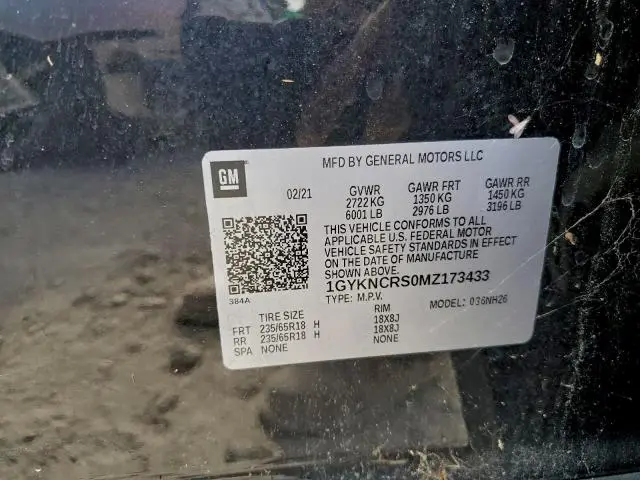 GM
MFD BY GENERAL MOTORS LLC
02/21 GVWR GAWR FRT GAWR RR
2722 KG 1350 KG 1450 KG
6001 LB 2976 LB 3196 LB
THIS VEHICLE CONFORMS TO ALL
APPLICABLE U.S. FEDERAL MOTOR
VEHICLE SAFETY STANDARDS IN EFFECT
ON THE DATE OF MANUFACTURE
SHOWN ABOVE.
384A 1GYKNCRS0MZ173433
TYPE: M.P.V. MODEL: 036NH26
TIRE SIZE RIM
FRT 235/65R18 H 18X8J
RR 235/65R18 H 18X8J
SPA NONE NONE